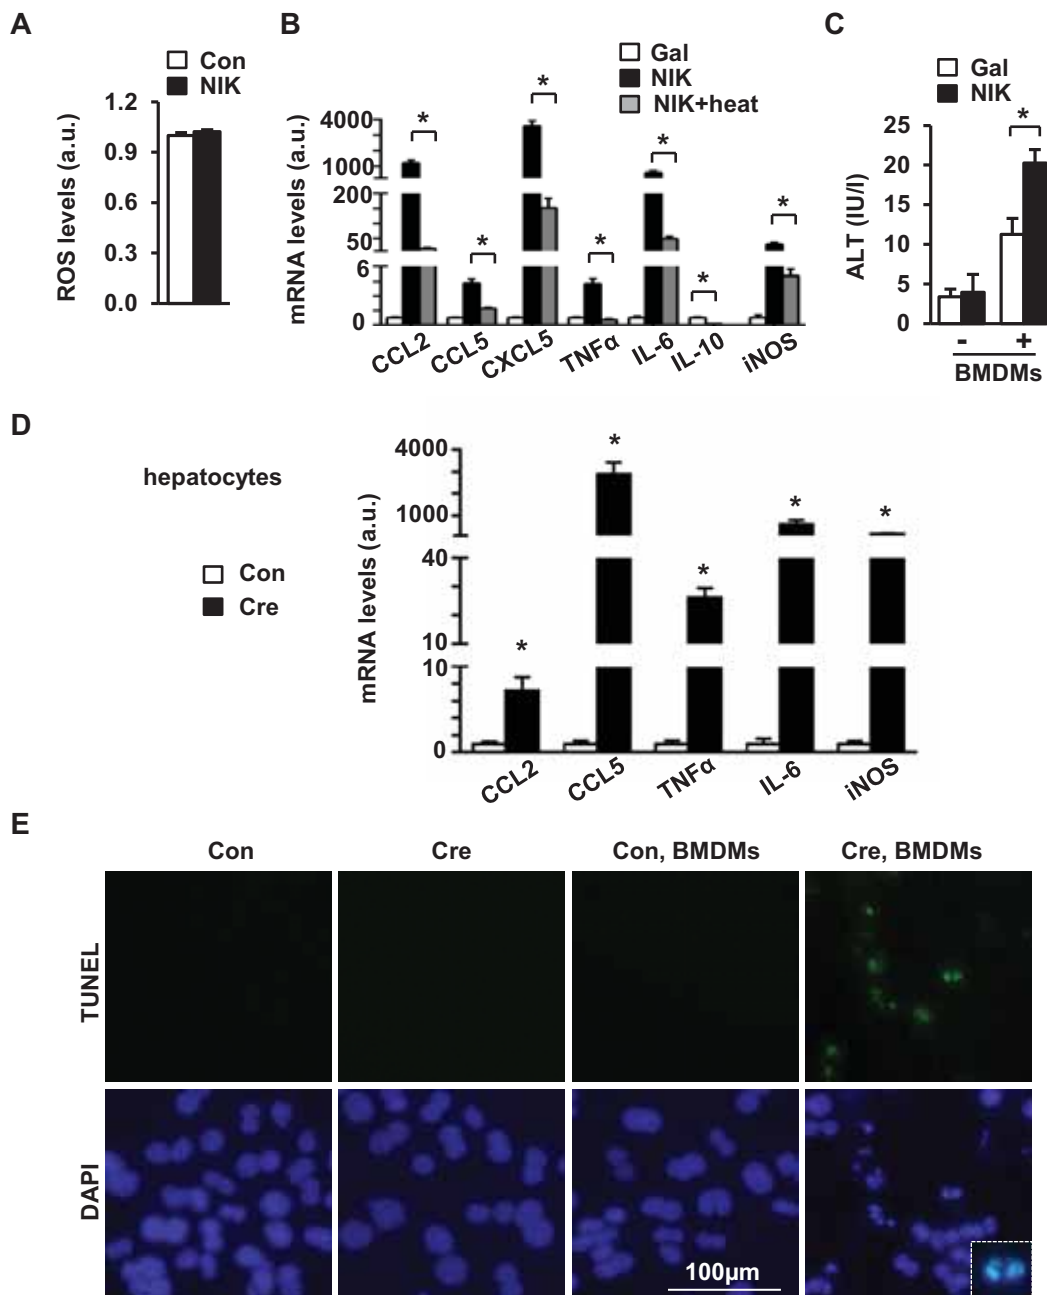 A
Con
NIK
ROS levels (a.u.)
1.2
0.9
0.6
0.3
0.0
B
Gal
NIK
NIK+heat
mRNA levels (a.u.)
4000
1000
200
50
6
0
*
*
*
*
*
*
*
CCL2
CCL5
CXCL5
TNFα
IL-6
IL-10
iNOS
C
Gal
NIK
ALT (IU/l)
25
20
15
10
5
0
*
- +
BMDMs
D
hepatocytes
Con
Cre
mRNA levels (a.u.)
4000
1000
40
10
10
0
*
*
*
*
*
CCL2
CCL5
TNFα
IL-6
iNOS
E
Con
Cre
Con, BMDMs
Cre, BMDMs
TUNEL
DAPI
100μm